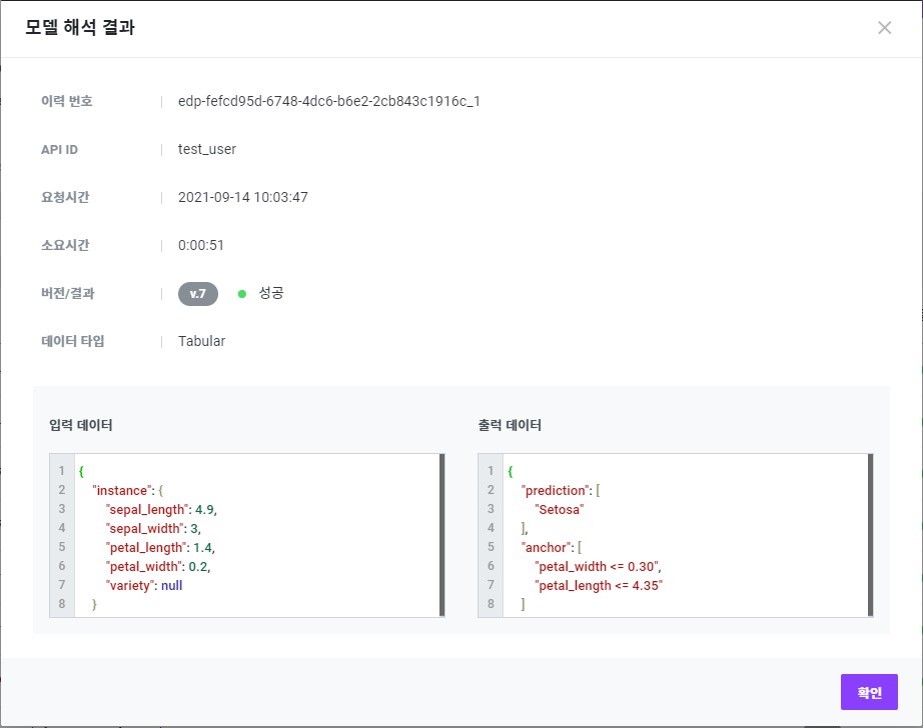 모델 해석 결과
이력 번호 edp-fefcd95d-6748-4dc6-b6e2-2cb843c1916c_1
API ID test_user
요청시간 2021-09-14 10:03:47
소요시간 0:00:51
버전/결과 v.7 성공
데이터 타입 Tabular
입력 데이터
1 {
2 "instance": {
3 "sepal_length": 4.9,
4 "sepal_width": 3,
5 "petal_length": 1.4,
6 "petal_width": 0.2,
7 "variety": null
8 }
출력 데이터
1 {
2 "prediction": [
3 "Setosa"
4 ],
5 "anchor": [
6 "petal_width <= 0.30",
7 "petal_length <= 4.35"
8 ]
확인